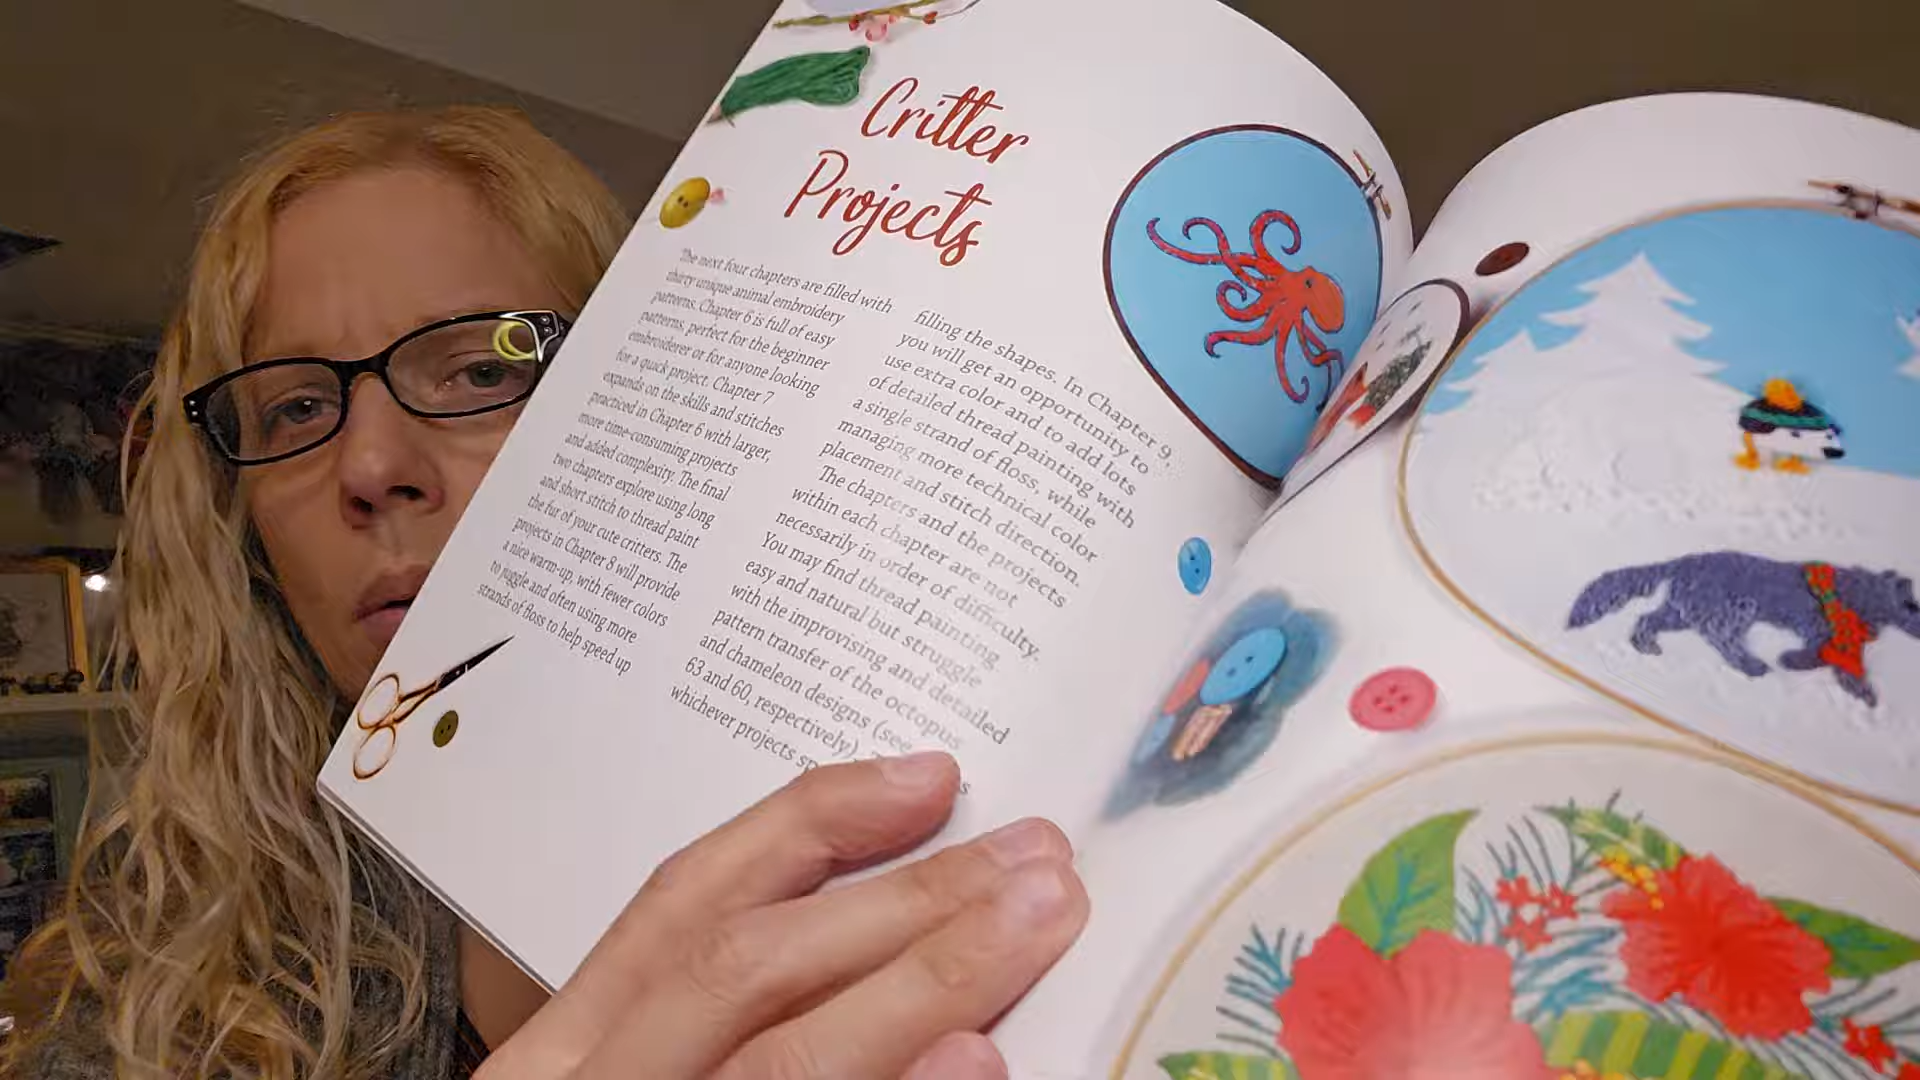 Critter
Projects
The next four chapters are filled with
thirty unique animal embroidery
patterns. Chapter 6 is full of easy
patterns, perfect for the beginner
embroiderer or for anyone looking
for a quick project. Chapter 7
expands on the skills and stitches
practiced in Chapter 6 with larger,
more time-consuming projects
and added complexity. The final
two chapters explore using long
and short stitch to thread paint
the fur of your cute critters. The
projects in Chapter 8 will provide
a nice warm-up, with fewer colors
to juggle and often using more
strands of floss to help speed up
filling the shapes. In Chapter 9,
you will get an opportunity to
use extra color and to add lots
of detailed thread painting with
a single strand of floss, while
managing more technical color
placement and stitch direction.
The chapters and the projects
within each chapter are not
necessarily in order of difficulty.
You may find thread painting
easy and natural but struggle
with the improvising and detailed
pattern transfer of the octopus
and chameleon designs (see
63 and 60, respectively).
whichever projects